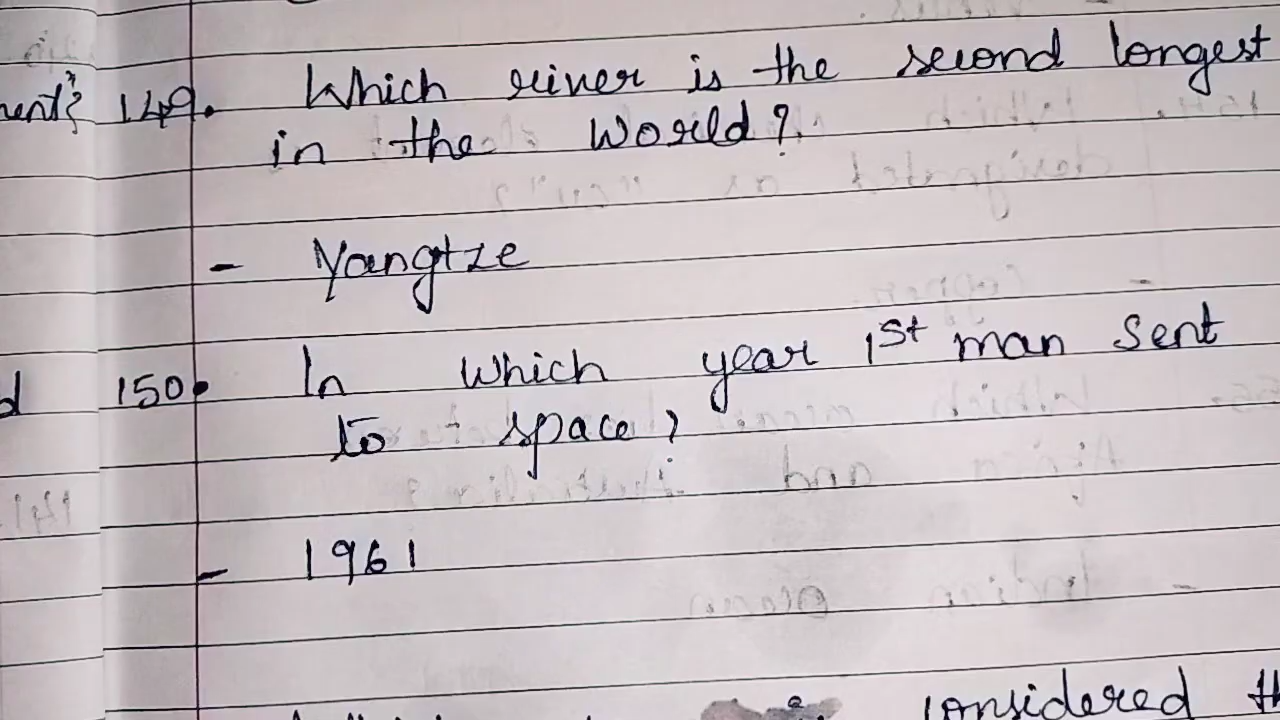 149. Which river is the second longest
in the World?
- Yangtze
150. In which year 1st man sent
to space?
- 1961
considered